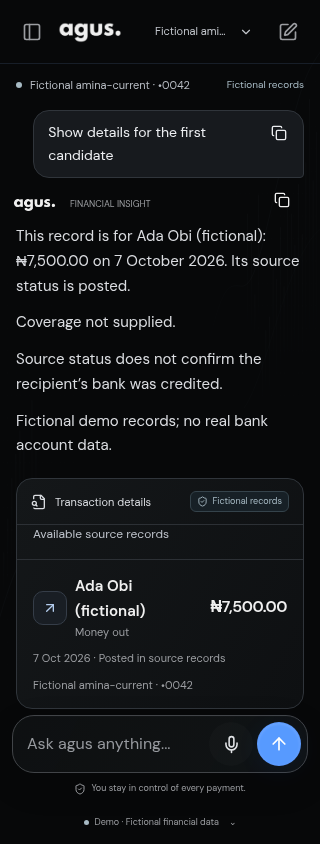 agus.
Fictional ami...
Fictional amina-current · •0042
Fictional records
Show details for the first
candidate
agus.
FINANCIAL INSIGHT
This record is for Ada Obi (fictional):
₦7,500.00 on 7 October 2026. Its source
status is posted.
Coverage not supplied.
Source status does not confirm the
recipient’s bank was credited.
Fictional demo records; no real bank
account data.
Transaction details
Fictional records
Available source records
Ada Obi
(fictional)
₦7,500.00
Money out
7 Oct 2026 · Posted in source records
Fictional amina-current · •0042
Ask agus anything...
You stay in control of every payment.
Demo · Fictional financial data